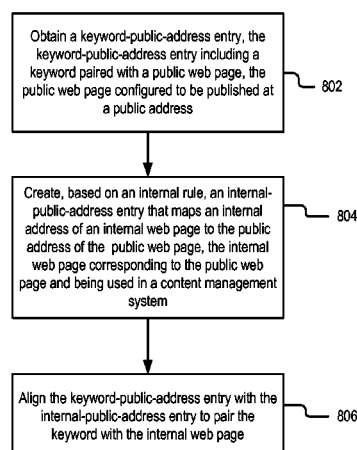 Obtain a keyword-public-address entry, the
keyword-public-address entry including a
keyword paired with a public web page, the
public web page configured to be published at
a public address
802
Create, based on an internal rule, an internal-
public-address entry that maps an internal
address of an internal web page to the public
address of the public web page, the internal
web page corresponding to the public web
page and being used in a content management
system
804
Align the keyword-public-address entry with the
internal-public-address entry to pair the
keyword with the internal web page
806